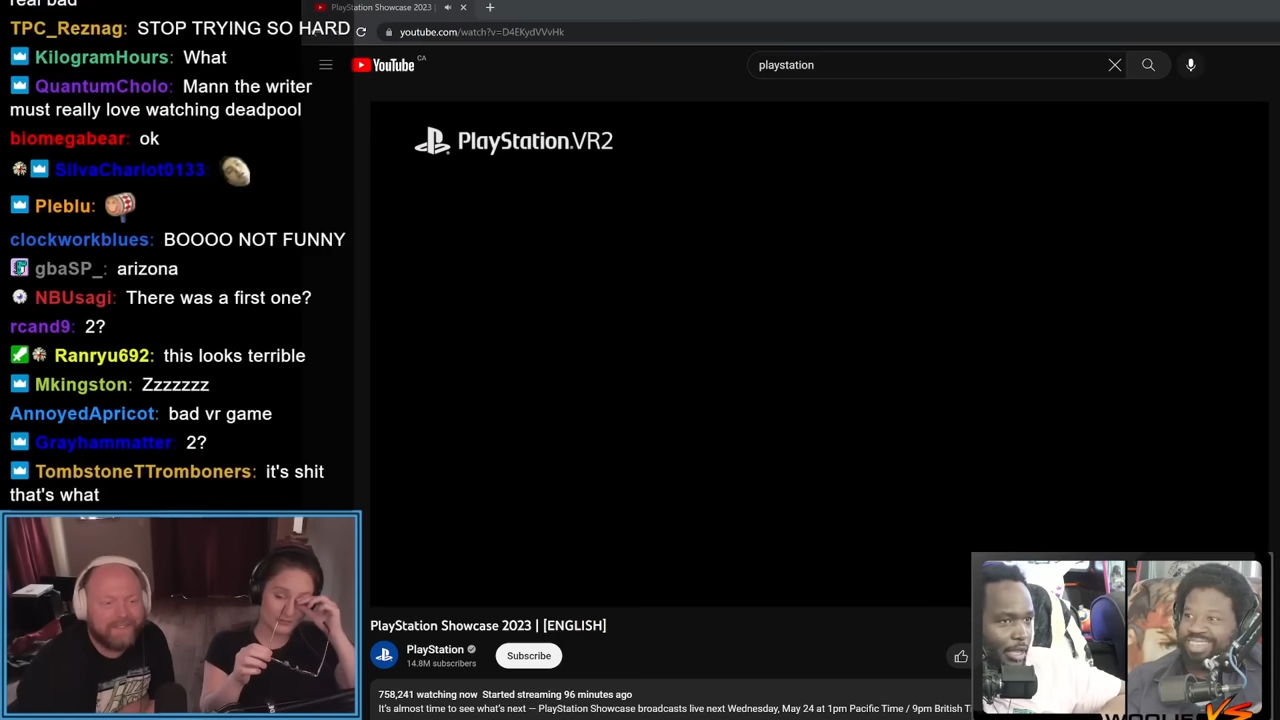 real bad
TPC_Reznag: STOP TRYING SO HARD
KilogramHours: What
QuantumCholo: Mann the writer
must really love watching deadpool
biomegabear: ok
SilvaChariot0133:
Pleblu:
clockworkblues: BOOOO NOT FUNNY
gbaSP_: arizona
NBUsagi: There was a first one?
rcand9: 2?
Ranryu692: this looks terrible
Mkingston: Zzzzzzz
AnnoyedApricot: bad vr game
Grayhammatter: 2?
TombstoneTTromboners: it's shit
that's what
PlayStation Showcase 2023 |
youtube.com/watch?v=D4EKydVVvHk
YouTube CA
playstation
PlayStation.VR2
PlayStation Showcase 2023 | [ENGLISH]
PlayStation
14.8M subscribers
Subscribe
758,241 watching now Started streaming 96 minutes ago
It's almost time to see what's next — PlayStation Showcase broadcasts live next Wednesday, May 24 at 1pm Pacific Time / 9pm British T
WOOLIE VS